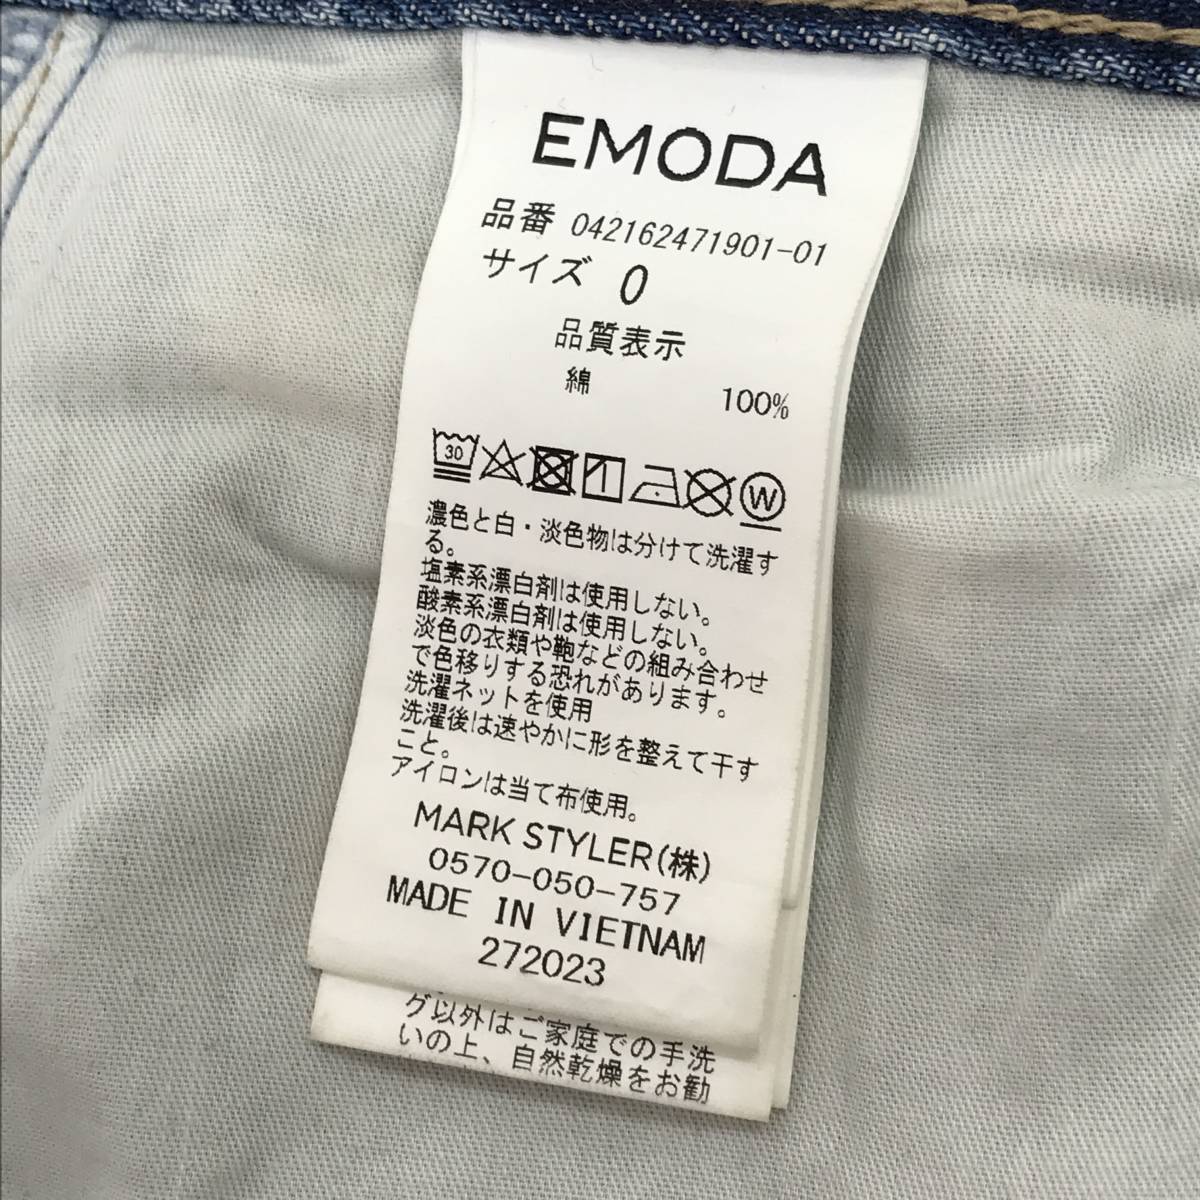 EMODA
品番 042162471901-01
サイズ 0
品質表示
綿 100%
30
W
濃色と白・淡色物は分けて洗濯す
る。
塩素系漂白剤は使用しない。
酸素系漂白剤は使用しない。
淡色の衣類や鞄などの組み合わせ
で色移りする恐れがあります。
洗濯ネットを使用
洗濯後は速やかに形を整えて干す
こと。
アイロンは当て布使用。
MARK STYLER(株)
0570-050-757
MADE IN VIETNAM
272023
グ以外はご家庭での手洗
いの上、自然乾燥をお勧